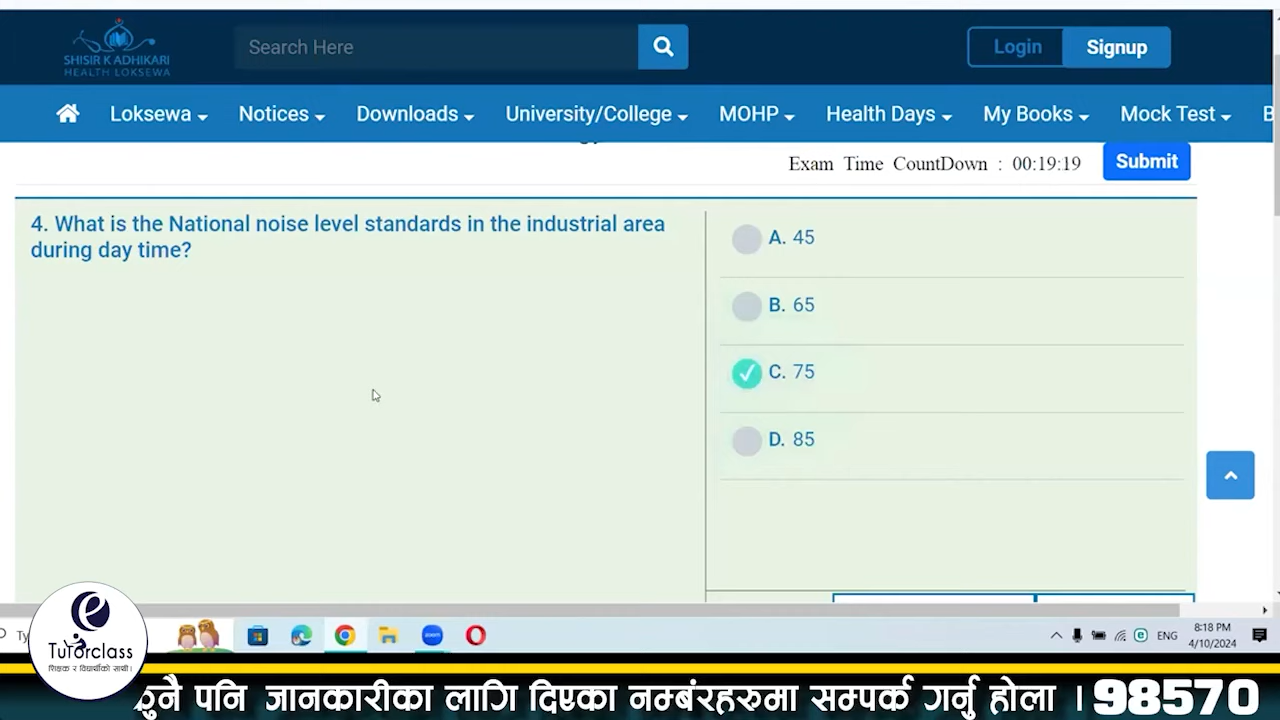 SHISIR K ADHIKARI
HEALTH LOKSEWA
Search Here
Login
Signup
Loksewa
Notices
Downloads
University/College
MOHP
Health Days
My Books
Mock Test
B
Exam Time CountDown : 00:19:19
Submit
4. What is the National noise level standards in the industrial area
during day time?
A. 45
B. 65
C. 75
D. 85
Ty
ENG
8:18 PM
4/10/2024
e
Tutorclass
शिक्षक र विद्यार्थीको साथी।
कुनै पनि जानकारीका लागि दिएका नम्बंरहरुमा सम्पर्क गर्नु होला । 98570